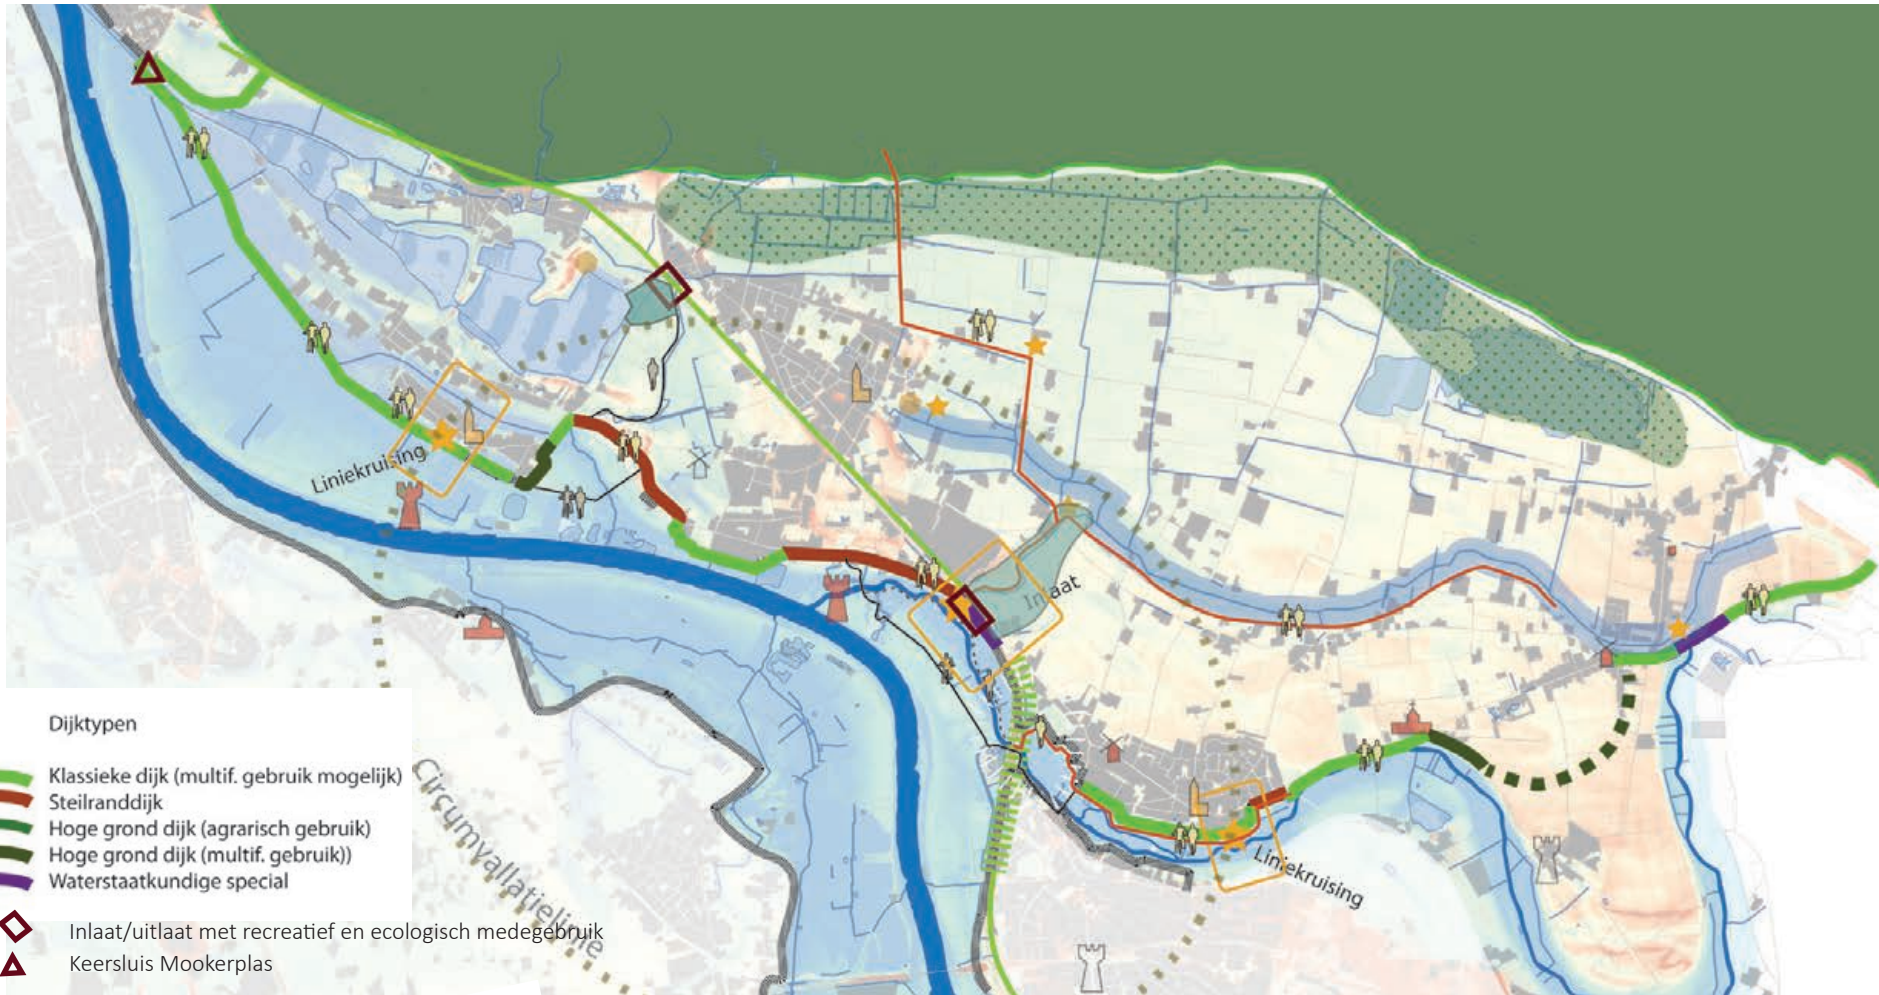 Liniekruising
Inlaat
Liniekruising
Circumvallatielinie
Dijktypen
Klassieke dijk (multif. gebruik mogelijk)
Steilranddijk
Hoge grond dijk (agrarisch gebruik)
Hoge grond dijk (multif. gebruik))
Waterstaatkundige special
Inlaat/uitlaat met recreatief en ecologisch medegebruik
Keersluis Mookerplas